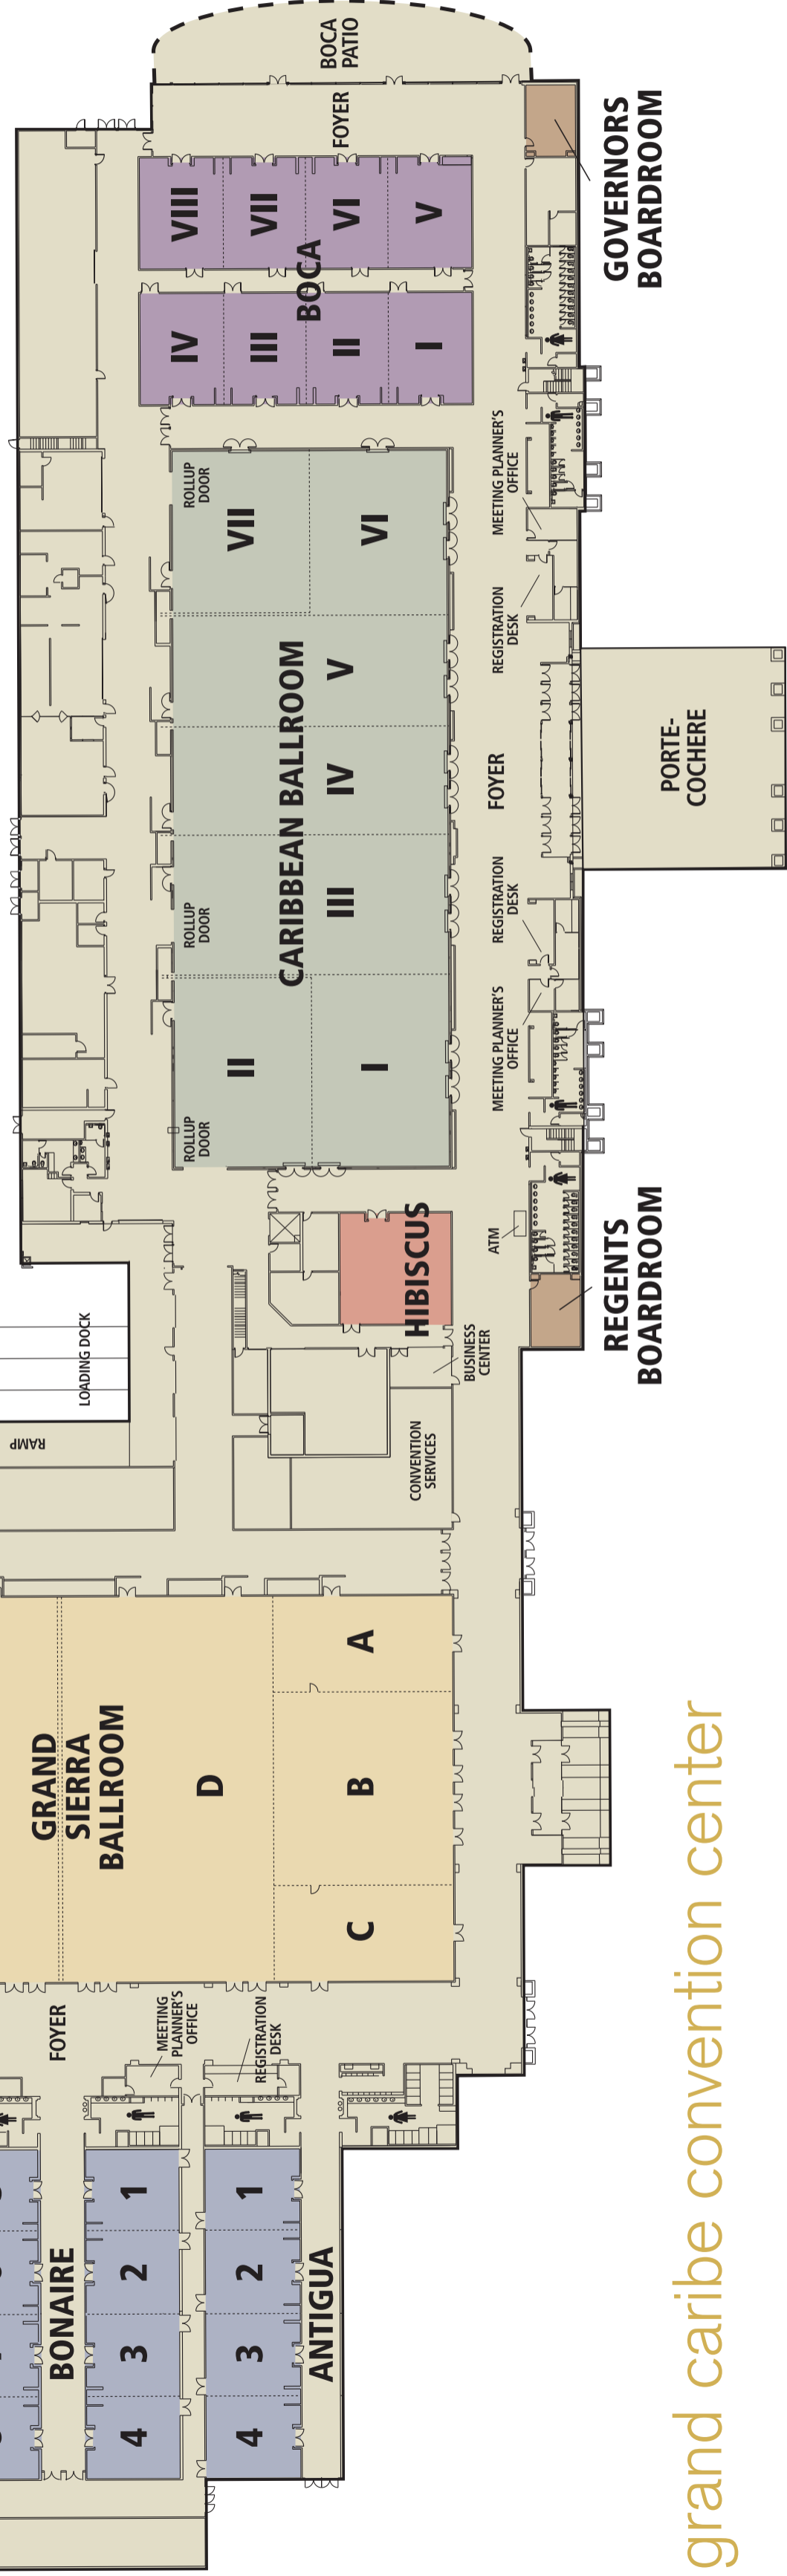 BOCA
PATIO
FOYER
GOVERNORS
BOARDROOM
VIII
VII
VI
V
BOCA
IV
III
II
I
MEETING PLANNER'S
OFFICE
ROLLUP
DOOR
VII
VI
REGISTRATION
DESK
CARIBBEAN BALLROOM
V
IV
III
FOYER
PORTE-
COCHERE
ROLLUP
DOOR
REGISTRATION
DESK
MEETING PLANNER'S
OFFICE
II
I
ROLLUP
DOOR
HIBISCUS
ATM
REGENTS
BOARDROOM
LOADING DOCK
BUSINESS
CENTER
RAMP
CONVENTION
SERVICES
GRAND
SIERRA
BALLROOM
A
B
C
D
FOYER
MEETING
PLANNER'S
OFFICE
REGISTRATION
DESK
BONAIRE
1
2
3
4
1
2
3
4
ANTIGUA
grand caribe convention center